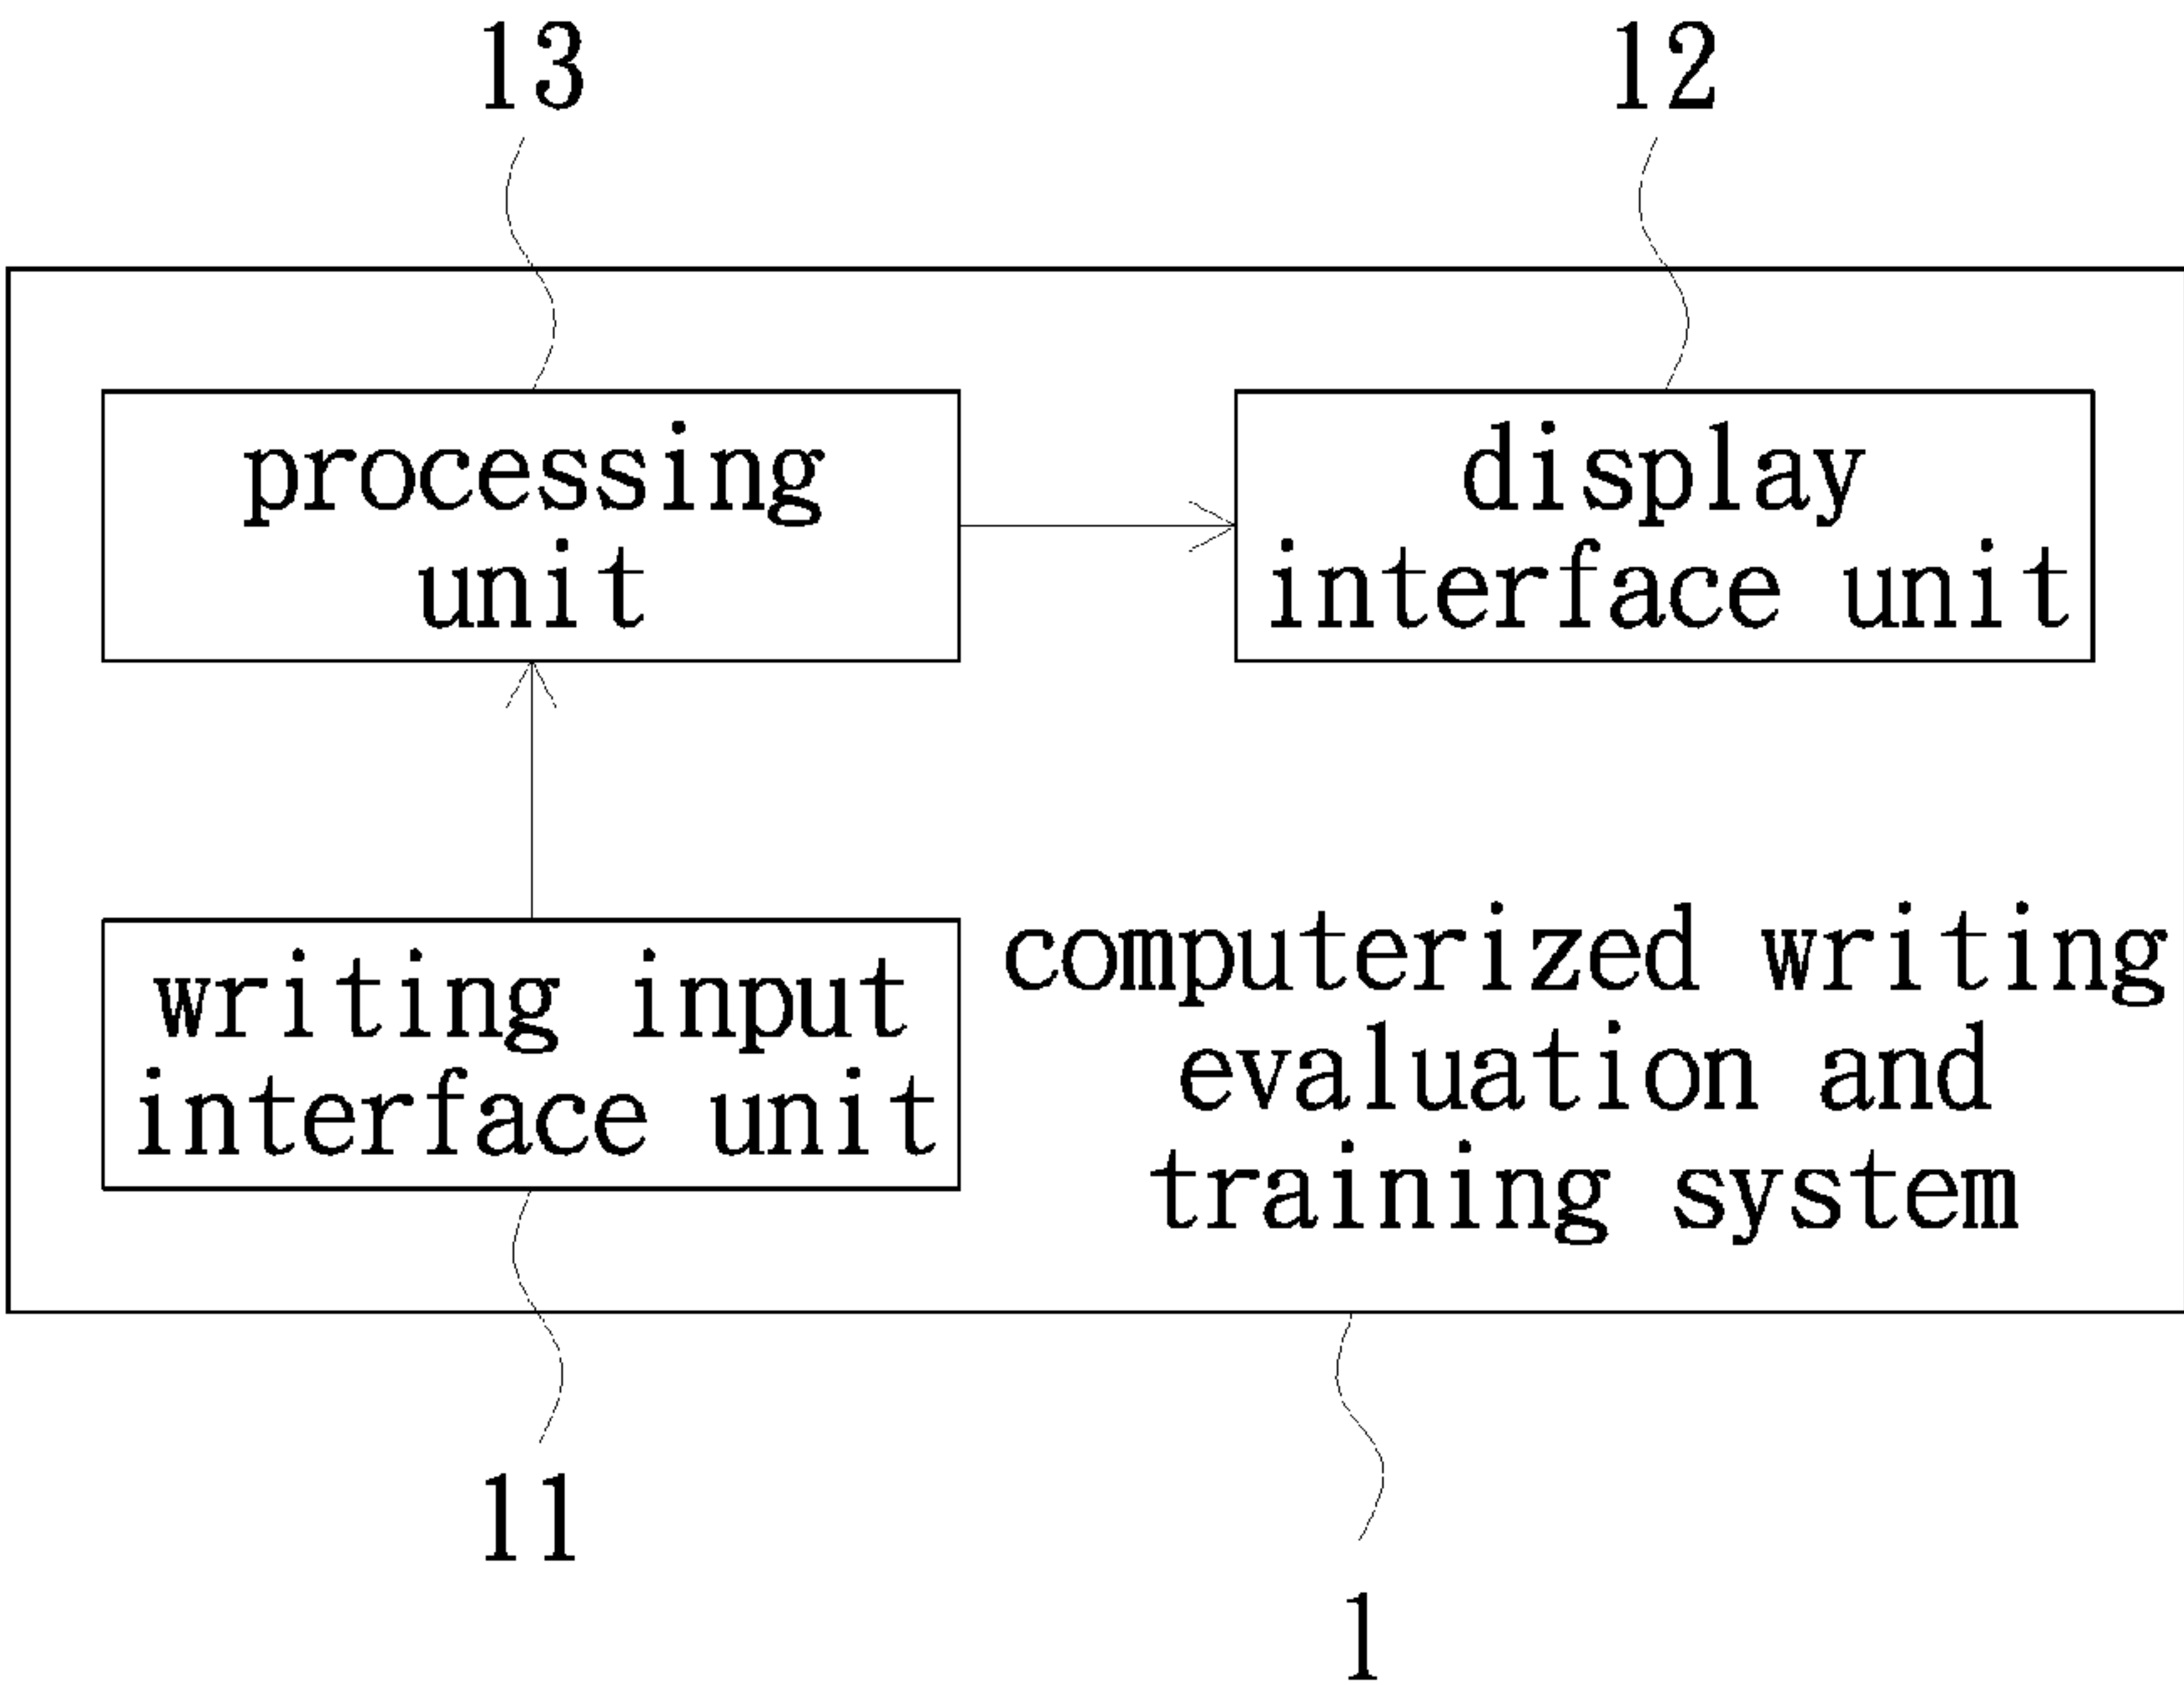 13
12
processing
unit
display
interface unit
writing input
interface unit
computerized writing
evaluation and
training system
11
1